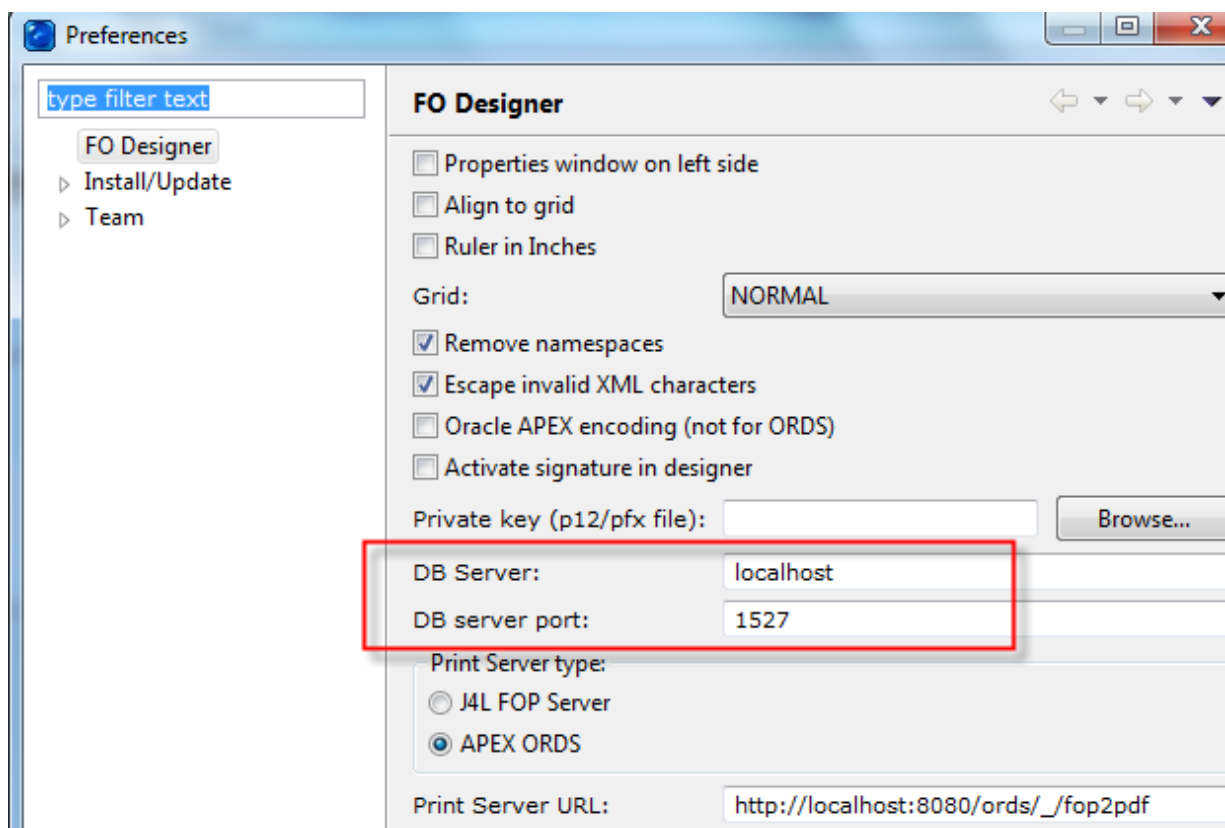 Preferences
type filter text
FO Designer
Install/Update
Team
FO Designer
Properties window on left side
Align to grid
Ruler in Inches
Grid: NORMAL
Remove namespaces
Escape invalid XML characters
Oracle APEX encoding (not for ORDS)
Activate signature in designer
Private key (p12/pfx file): Browse...
DB Server: localhost
DB server port: 1527
Print Server type:
J4L FOP Server
APEX ORDS
Print Server URL: http://localhost:8080/ords/_/fop2pdf